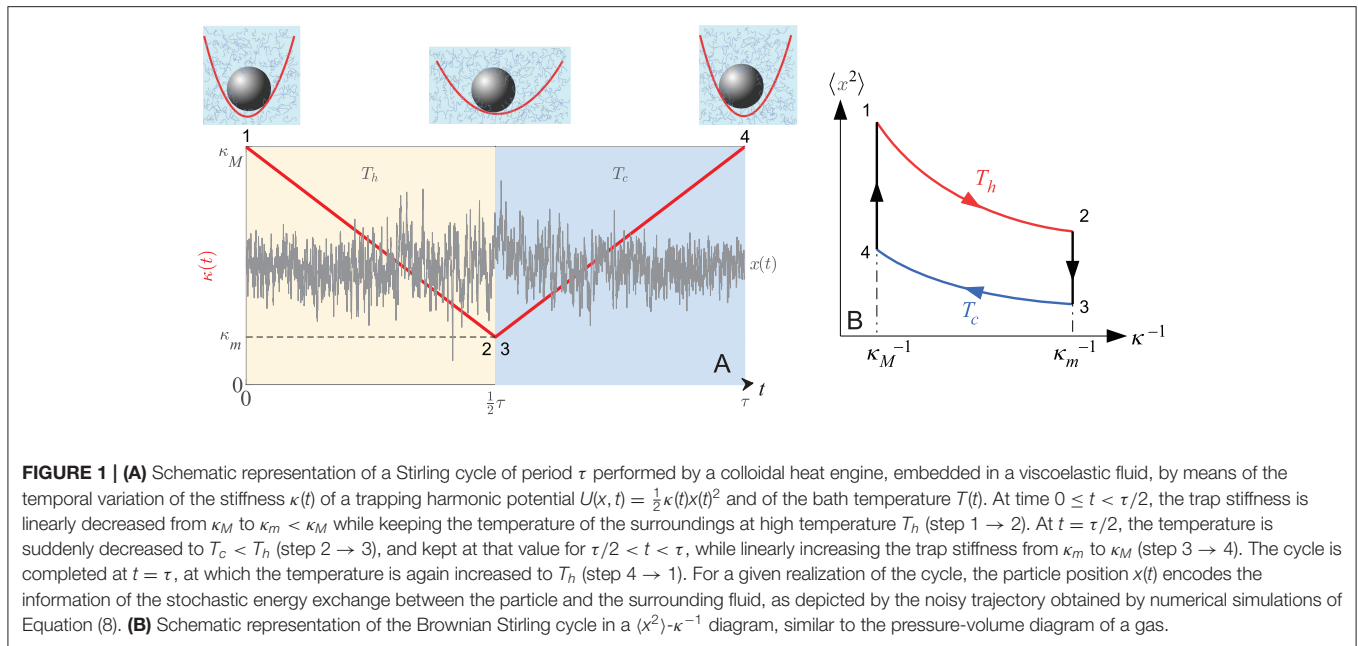 1
4
κ_M
T_h
T_c
κ(t)
x(t)
κ_m
2 3
A
0
0
½τ
τ
t
⟨x²⟩
1
T_h
2
4
T_c
3
B
κ_M⁻¹
κ_m⁻¹
κ⁻¹
FIGURE 1 | (A) Schematic representation of a Stirling cycle of period τ performed by a colloidal heat engine, embedded in a viscoelastic fluid, by means of the
temporal variation of the stiffness κ(t) of a trapping harmonic potential U(x, t) = ½κ(t)x(t)² and of the bath temperature T(t). At time 0 ≤ t < τ/2, the trap stiffness is
linearly decreased from κ_M to κ_m < κ_M while keeping the temperature of the surroundings at high temperature T_h (step 1 → 2). At t = τ/2, the temperature is
suddenly decreased to T_c < T_h (step 2 → 3), and kept at that value for τ/2 < t < τ, while linearly increasing the trap stiffness from κ_m to κ_M (step 3 → 4). The cycle is
completed at t = τ, at which the temperature is again increased to T_h (step 4 → 1). For a given realization of the cycle, the particle position x(t) encodes the
information of the stochastic energy exchange between the particle and the surrounding fluid, as depicted by the noisy trajectory obtained by numerical simulations of
Equation (8). (B) Schematic representation of the Brownian Stirling cycle in a ⟨x²⟩-κ⁻¹ diagram, similar to the pressure-volume diagram of a gas.